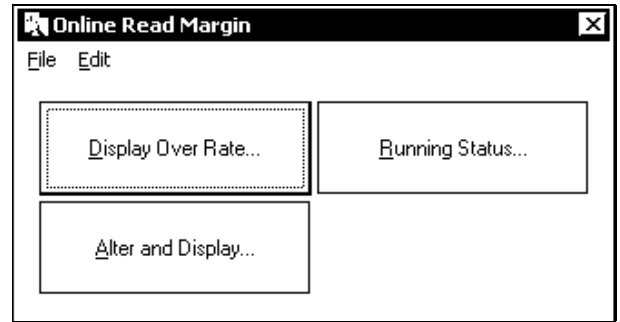 Online Read Margin
File Edit
Display Over Rate... Running Status...
Alter and Display...